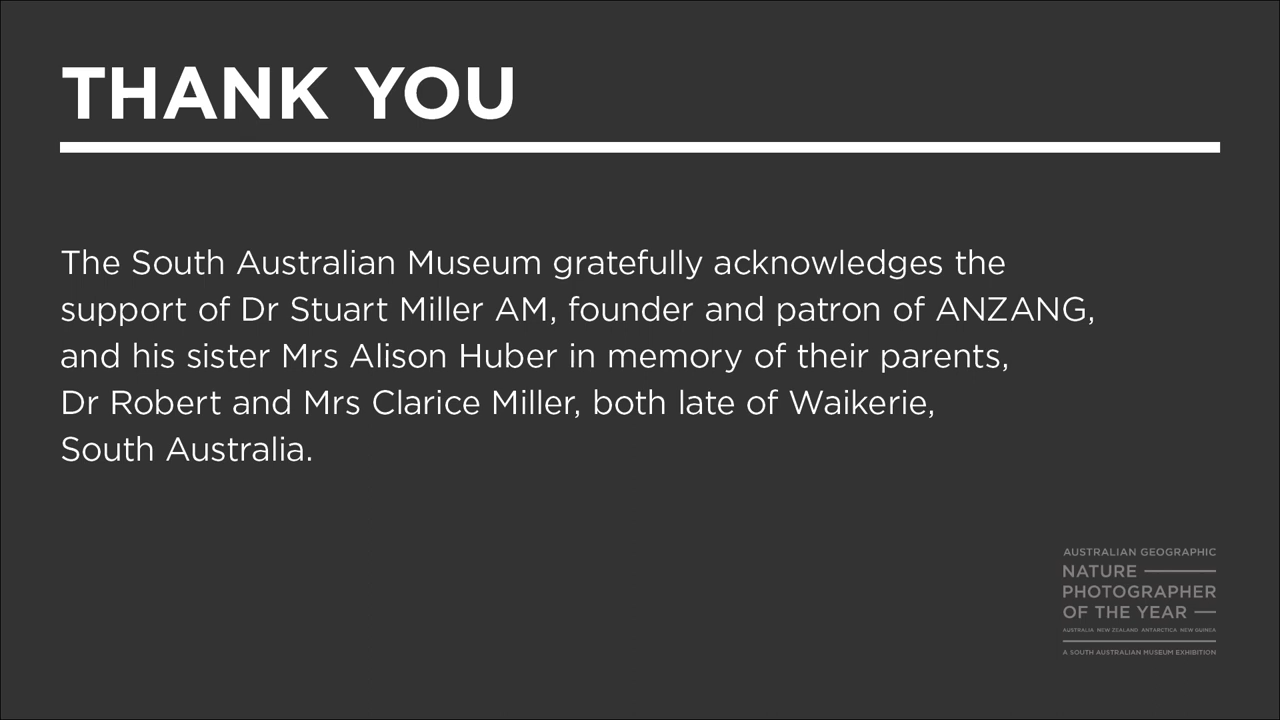 THANK YOU
The South Australian Museum gratefully acknowledges the
support of Dr Stuart Miller AM, founder and patron of ANZANG,
and his sister Mrs Alison Huber in memory of their parents,
Dr Robert and Mrs Clarice Miller, both late of Waikerie,
South Australia.
AUSTRALIAN GEOGRAPHIC
NATURE
PHOTOGRAPHER
OF THE YEAR
AUSTRALIA NEW ZEALAND ANTARCTICA NEW GUINEA
A SOUTH AUSTRALIAN MUSEUM EXHIBITION